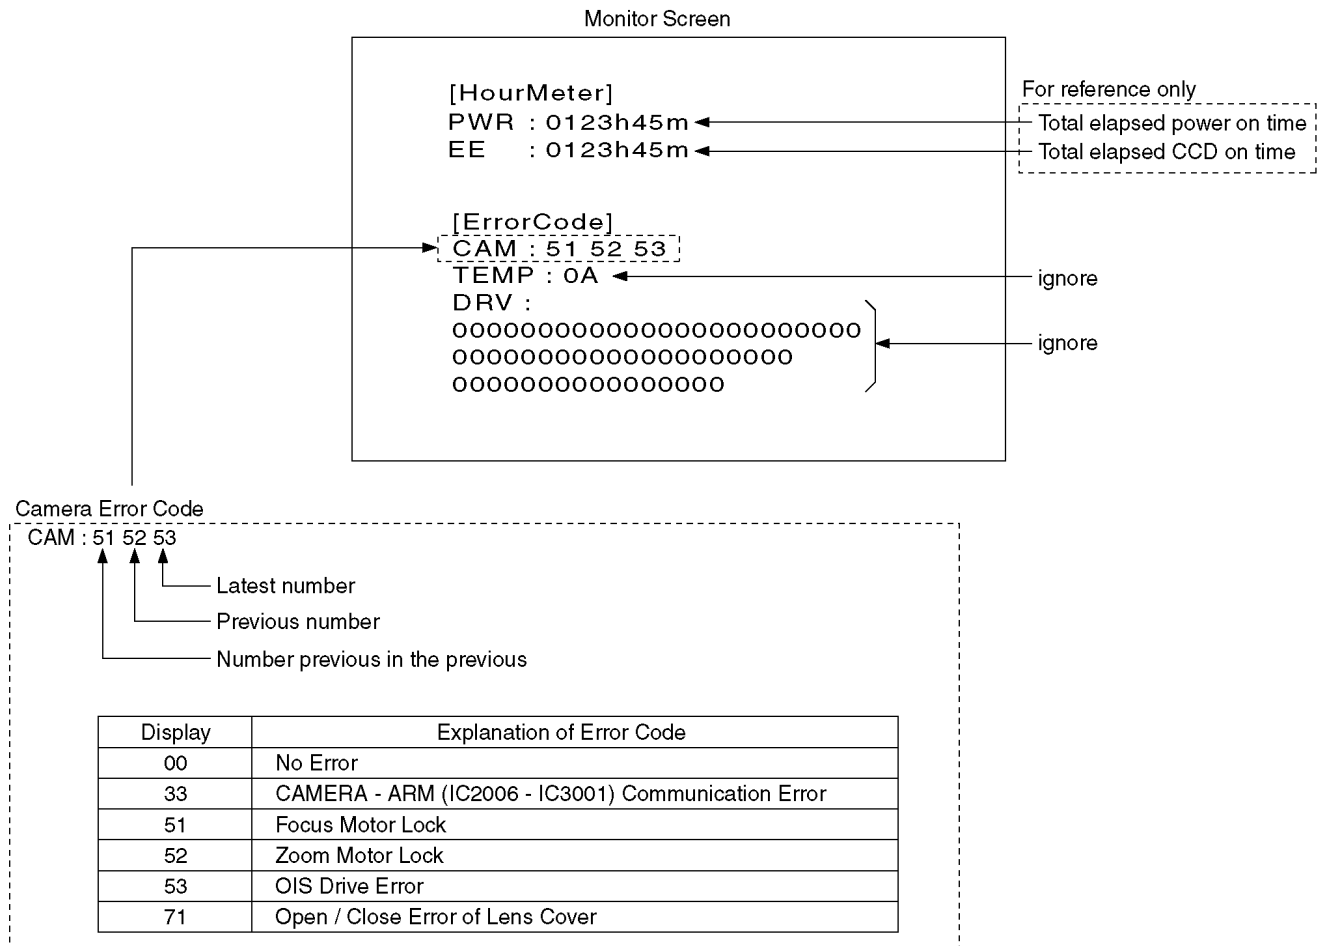 Monitor Screen
[HourMeter]
PWR : 0123h45m
EE : 0123h45m
For reference only
Total elapsed power on time
Total elapsed CCD on time
[ErrorCode]
CAM : 51 52 53
TEMP : 0A
ignore
DRV :
000000000000000000000000
00000000000000000000
0000000000000000
ignore
Camera Error Code
CAM : 51 52 53
Latest number
Previous number
Number previous in the previous
Display Explanation of Error Code
00 No Error
33 CAMERA - ARM (IC2006 - IC3001) Communication Error
51 Focus Motor Lock
52 Zoom Motor Lock
53 OIS Drive Error
71 Open / Close Error of Lens Cover